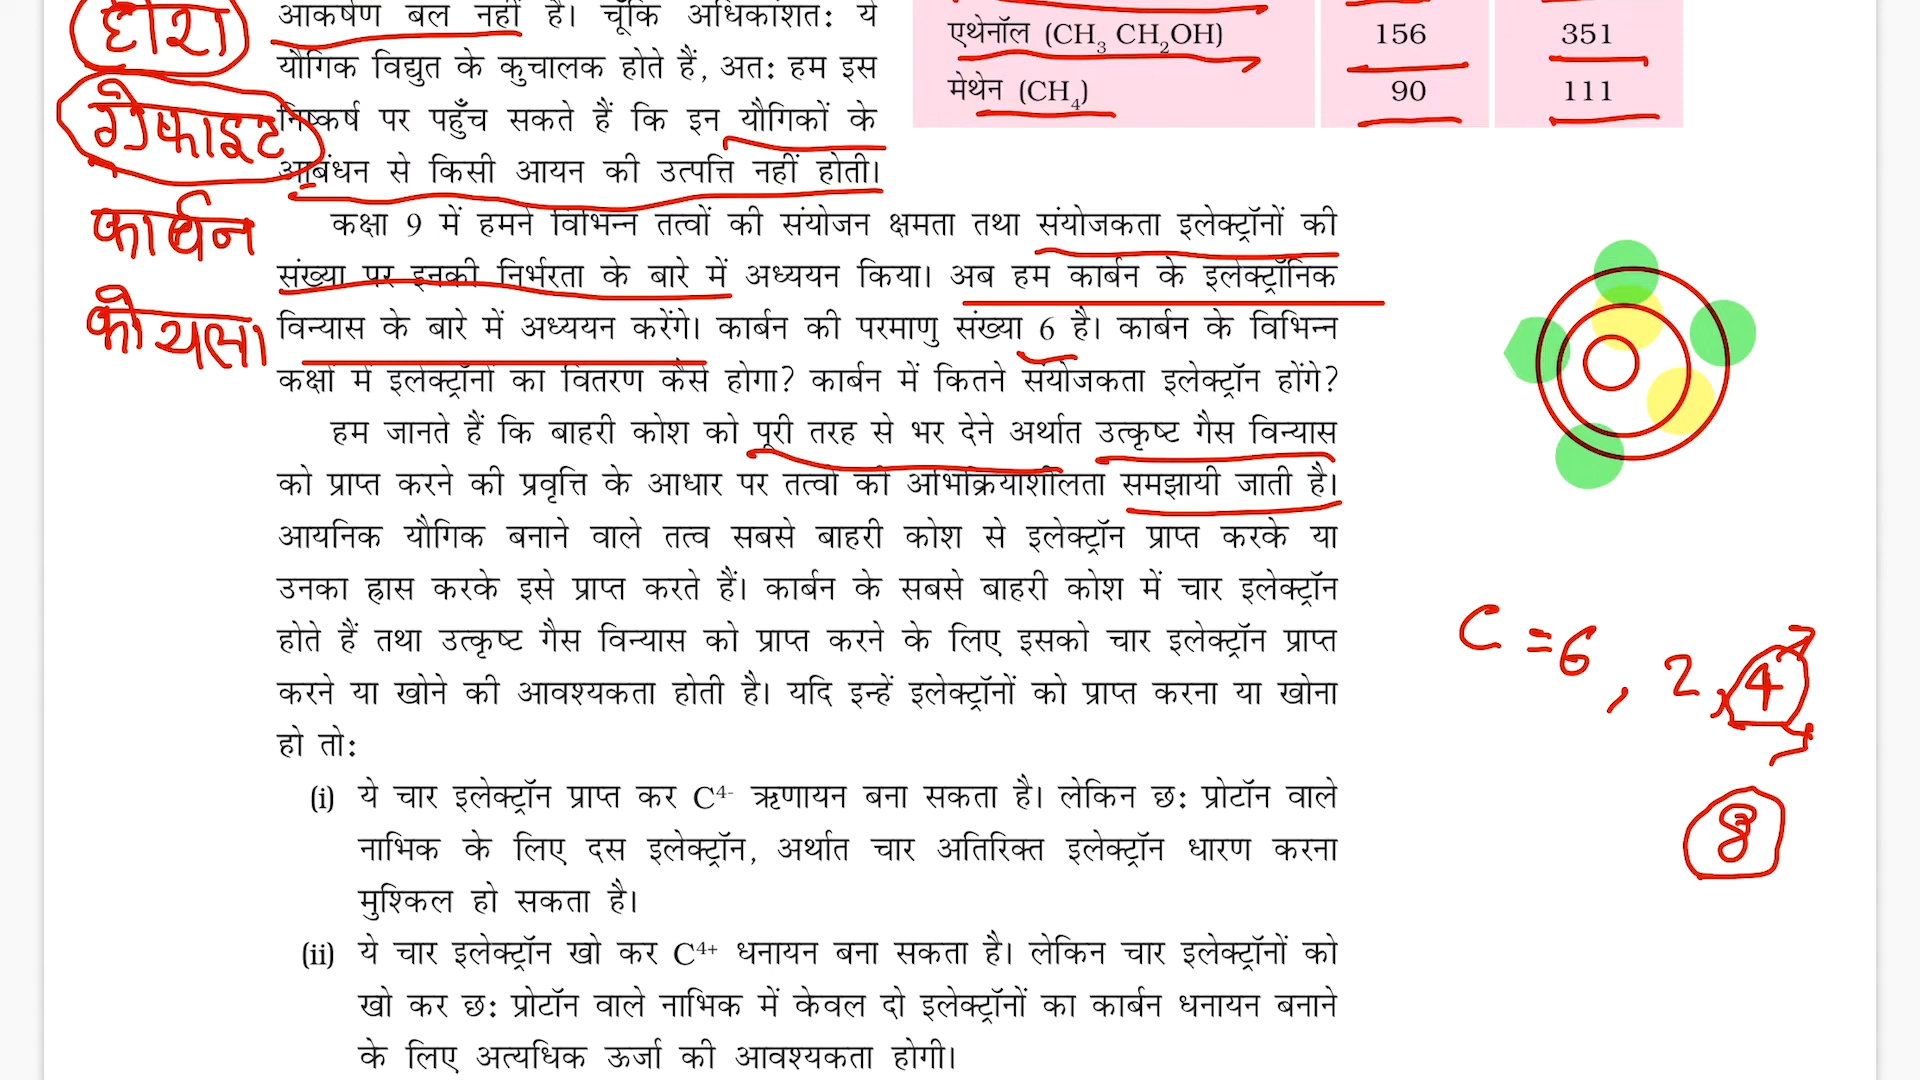 हीरा
ग्रेफाइट
कार्बन
कोयला
आकर्षण बल नहीं है। चूँकि अधिकांशत: ये
यौगिक विद्युत के कुचालक होते हैं, अत: हम इस
निष्कर्ष पर पहुँच सकते हैं कि इन यौगिकों के
आबंधन से किसी आयन की उत्पत्ति नहीं होती।
एथेनॉल (CH₃ CH₂OH) 156 351
मेथेन (CH₄) 90 111
कक्षा 9 में हमने विभिन्न तत्वों की संयोजन क्षमता तथा संयोजकता इलेक्ट्रॉनों की
संख्या पर इनकी निर्भरता के बारे में अध्ययन किया। अब हम कार्बन के इलेक्ट्रॉनिक
विन्यास के बारे में अध्ययन करेंगे। कार्बन की परमाणु संख्या 6 है। कार्बन के विभिन्न
कक्षों में इलेक्ट्रॉनों का वितरण कैसे होगा? कार्बन में कितने संयोजकता इलेक्ट्रॉन होंगे?
हम जानते हैं कि बाहरी कोश को पूरी तरह से भर देने अर्थात उत्कृष्ट गैस विन्यास
को प्राप्त करने की प्रवृत्ति के आधार पर तत्वों की अभिक्रियाशीलता समझायी जाती है।
आयनिक यौगिक बनाने वाले तत्व सबसे बाहरी कोश से इलेक्ट्रॉन प्राप्त करके या
उनका ह्रास करके इसे प्राप्त करते हैं। कार्बन के सबसे बाहरी कोश में चार इलेक्ट्रॉन
होते हैं तथा उत्कृष्ट गैस विन्यास को प्राप्त करने के लिए इसको चार इलेक्ट्रॉन प्राप्त
करने या खोने की आवश्यकता होती है। यदि इन्हें इलेक्ट्रॉनों को प्राप्त करना या खोना
हो तो:
(i) ये चार इलेक्ट्रॉन प्राप्त कर C⁴⁻ ऋणायन बना सकता है। लेकिन छ: प्रोटॉन वाले
नाभिक के लिए दस इलेक्ट्रॉन, अर्थात चार अतिरिक्त इलेक्ट्रॉन धारण करना
मुश्किल हो सकता है।
(ii) ये चार इलेक्ट्रॉन खो कर C⁴⁺ धनायन बना सकता है। लेकिन चार इलेक्ट्रॉनों को
खो कर छ: प्रोटॉन वाले नाभिक में केवल दो इलेक्ट्रॉनों का कार्बन धनायन बनाने
के लिए अत्यधिक ऊर्जा की आवश्यकता होगी।
C = 6 , 2, 4
8